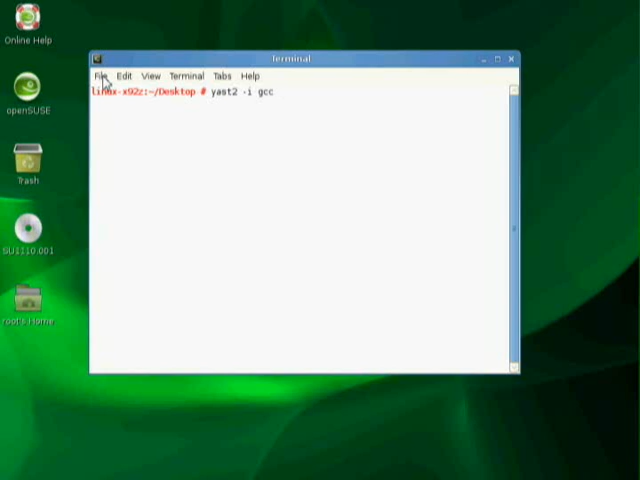 Online Help
openSUSE
Trash
SU1110.001
root's Home
Terminal
File Edit View Terminal Tabs Help
linux-x92z:~/Desktop # yast2 -i gcc